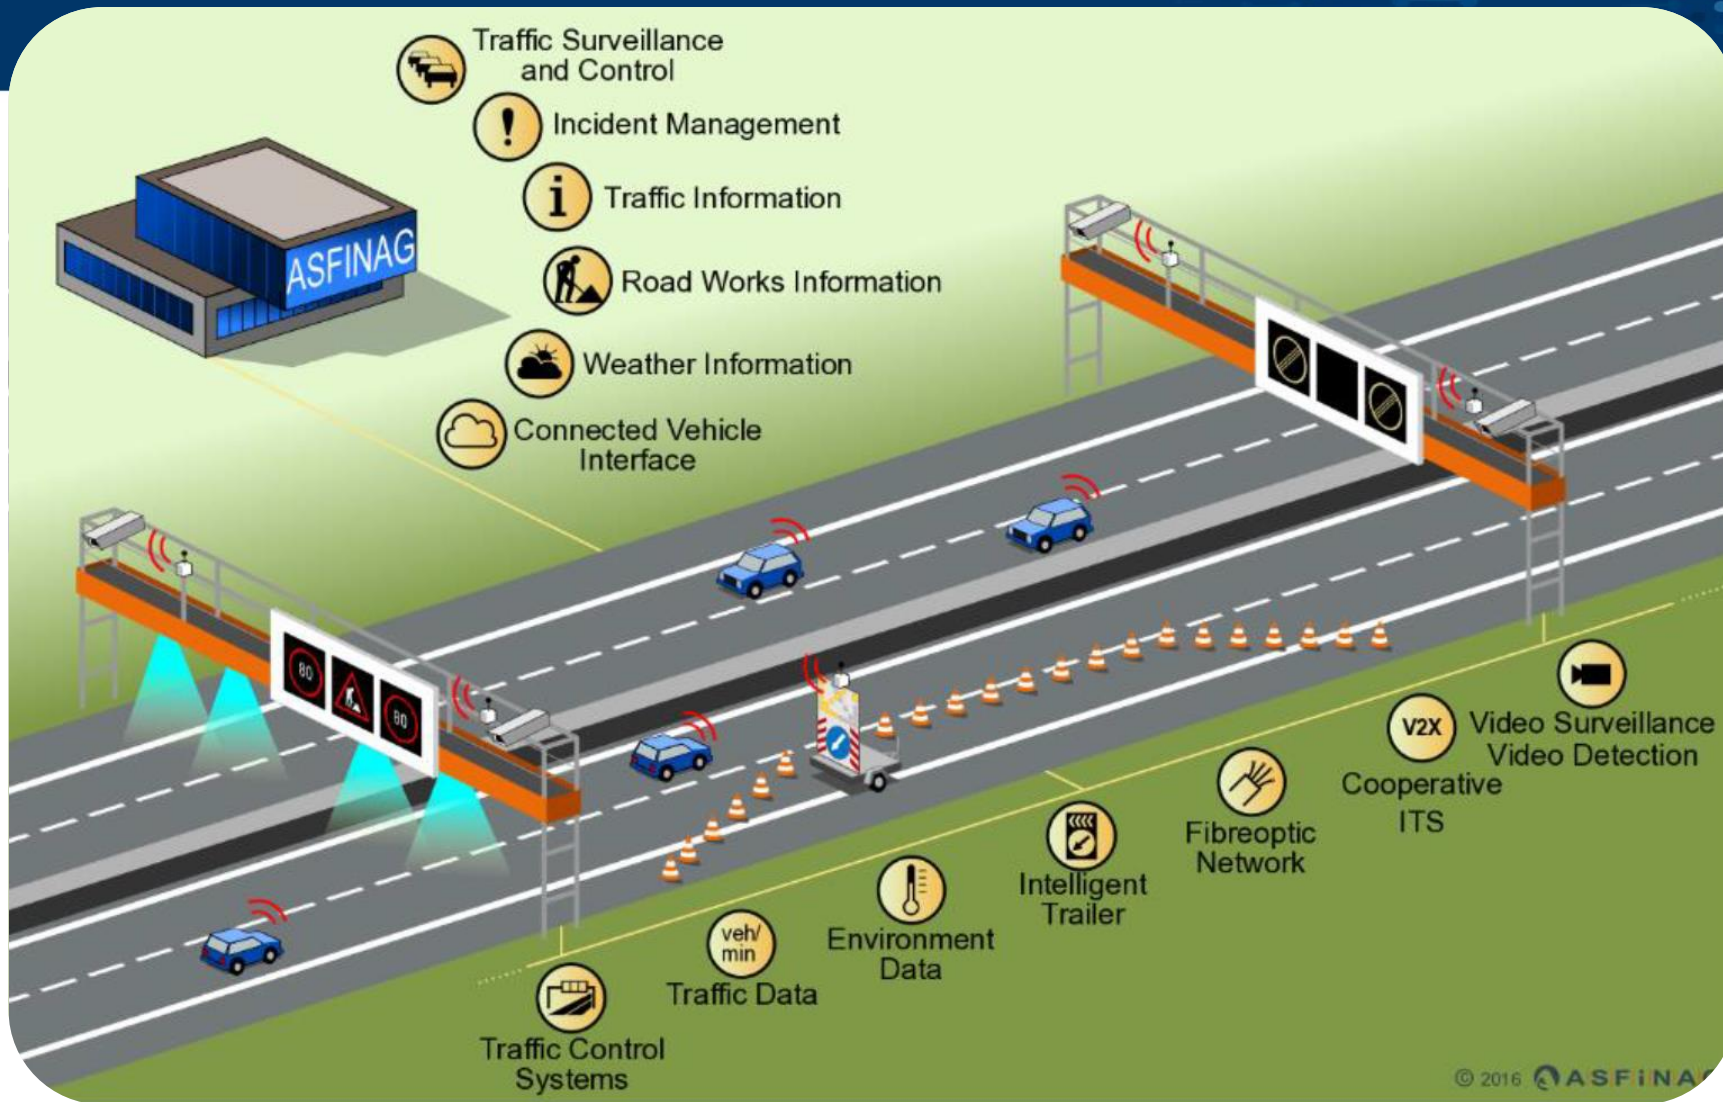 Traffic Surveillance
and Control
Incident Management
Traffic Information
Road Works Information
Weather Information
Connected Vehicle
Interface
ASFINAG
80
80
V2X
Video Surveillance
Video Detection
Cooperative
ITS
Fibreoptic
Network
Intelligent
Trailer
Environment
Data
veh/
min
Traffic Data
Traffic Control
Systems
© 2016 ASFiNA